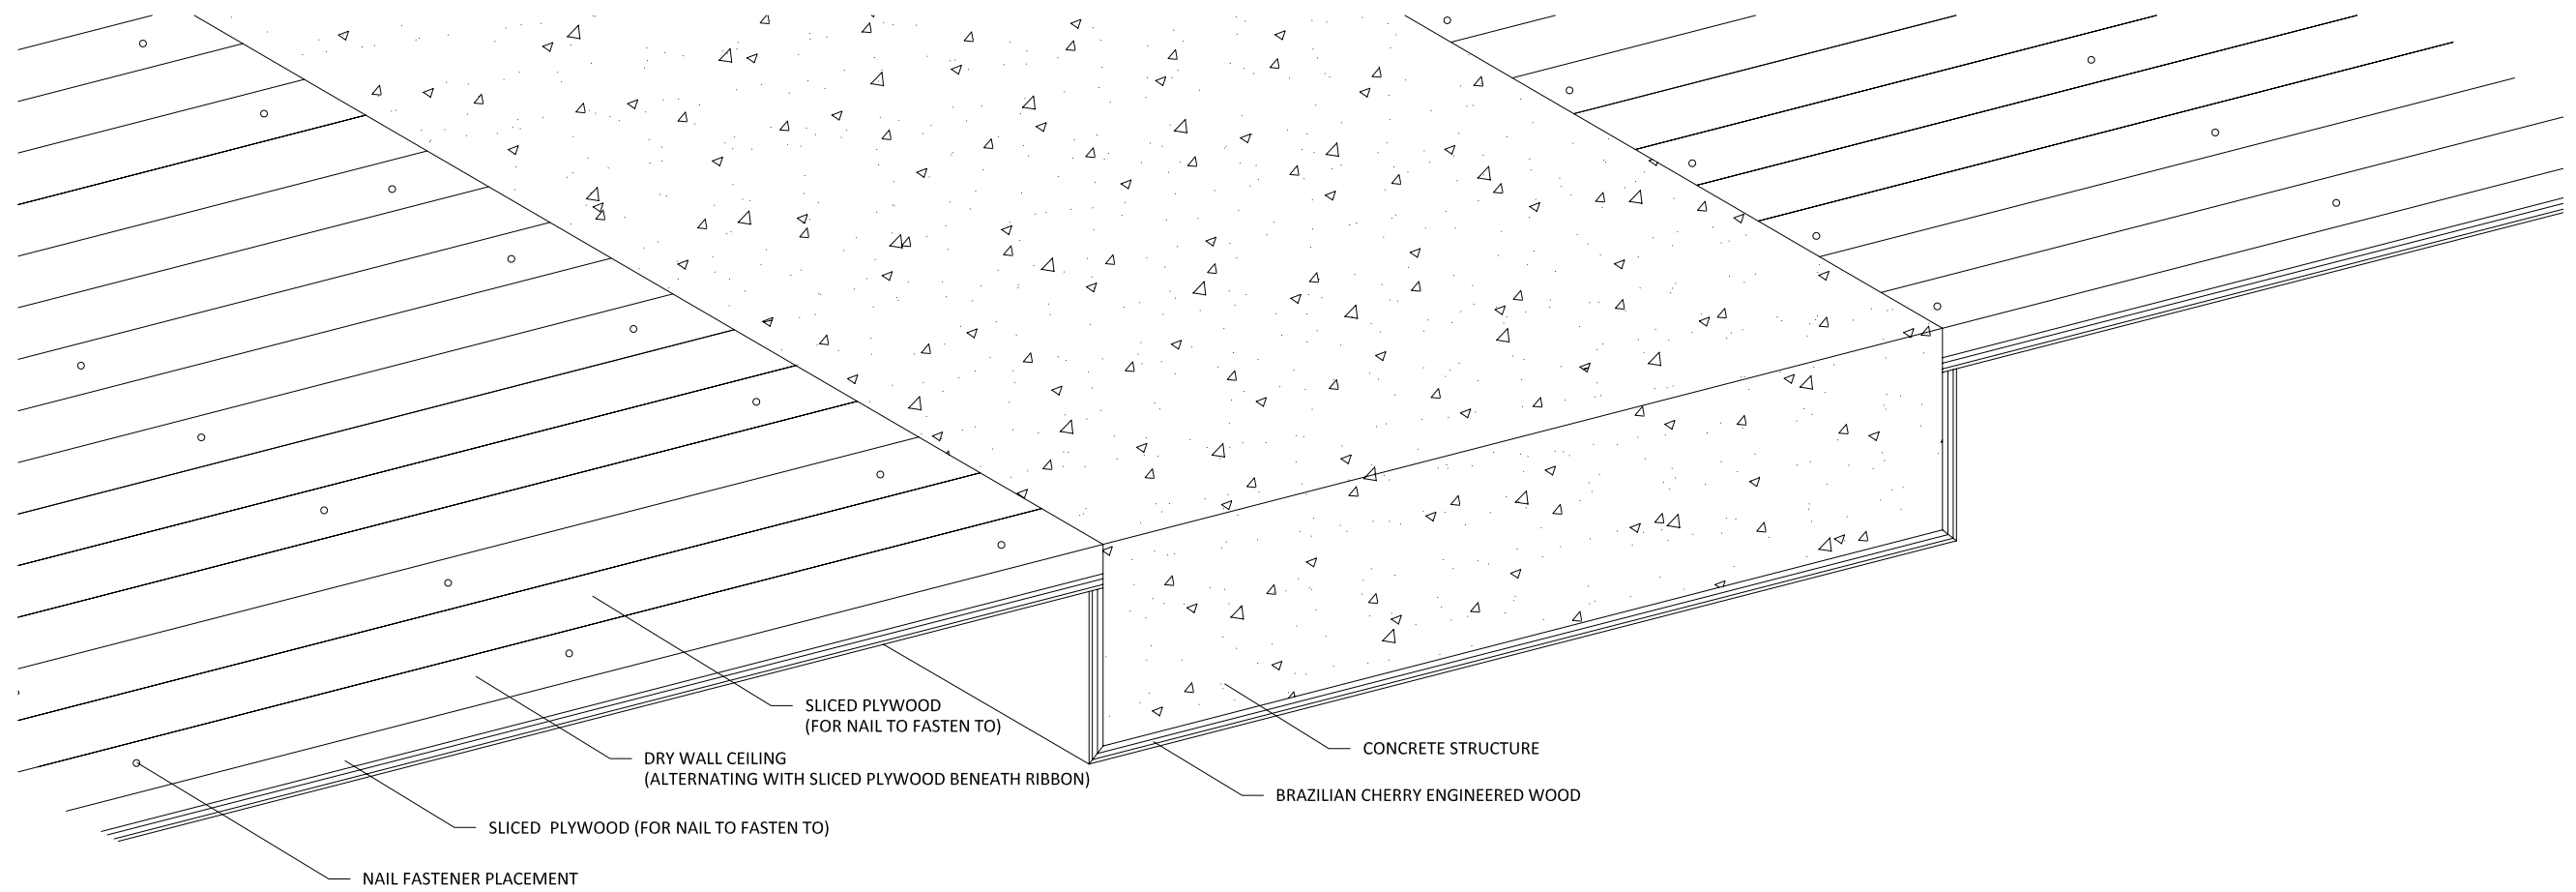 SLICED PLYWOOD
(FOR NAIL TO FASTEN TO)
DRY WALL CEILING
(ALTERNATING WITH SLICED PLYWOOD BENEATH RIBBON)
CONCRETE STRUCTURE
BRAZILIAN CHERRY ENGINEERED WOOD
SLICED PLYWOOD (FOR NAIL TO FASTEN TO)
NAIL FASTENER PLACEMENT